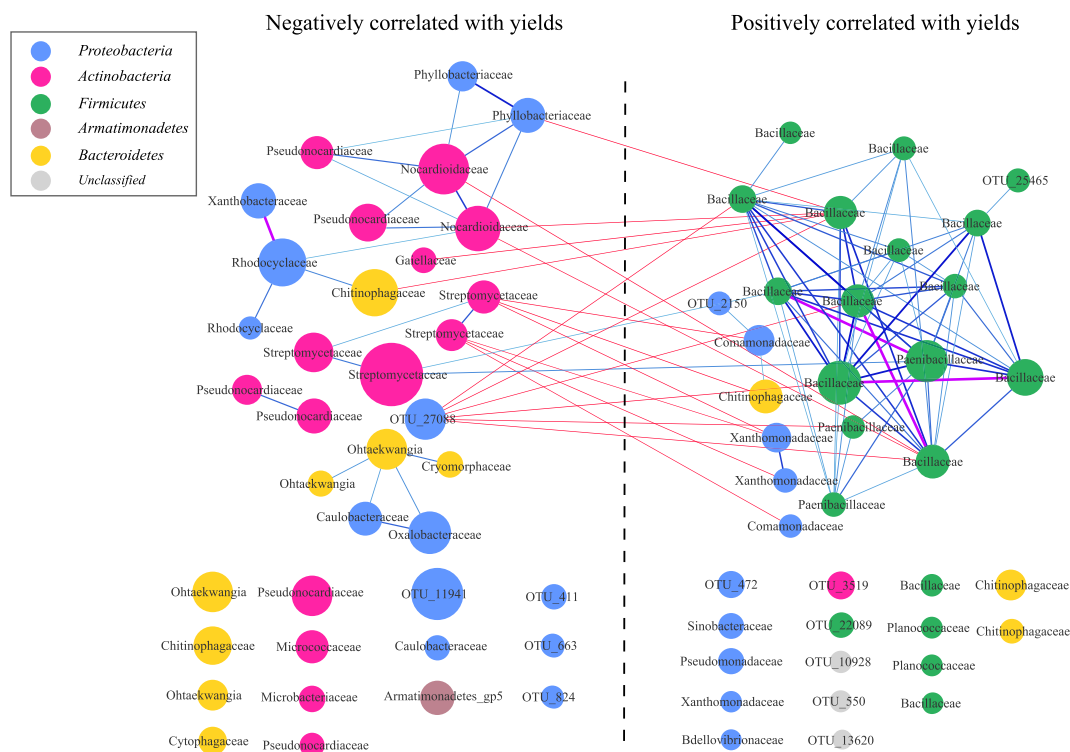 Negatively correlated with yields
Positively correlated with yields
Proteobacteria
Actinobacteria
Firmicutes
Armatimonadetes
Bacteroidetes
Unclassified
Phyllobacteriaceae
Phyllobacteriaceae
Pseudonocardiaceae
Nocardioidaceae
Xanthobacteraceae
Pseudonocardiaceae
Nocardioidaceae
Rhodocyclaceae
Gaiellaceae
Chitinophagaceae
Streptomycetaceae
Rhodocyclaceae
Streptomycetaceae
Streptomycetaceae
Streptomycetaceae
Pseudonocardiaceae
Pseudonocardiaceae
OTU_27088
Ohtaekwangia
Cryomorphaceae
Ohtaekwangia
Caulobacteraceae
Oxalobacteraceae
Ohtaekwangia
Pseudonocardiaceae
OTU_11941
OTU_411
Chitinophagaceae
Micrococcaceae
Caulobacteraceae
OTU_663
Ohtaekwangia
Microbacteriaceae
Armatimonadetes_gp5
OTU_824
Cytophagaceae
Pseudonocardiaceae
Bacillaceae
Bacillaceae
OTU_25465
Bacillaceae
Bacillaceae
Bacillaceae
Bacillaceae
Bacillaceae
Bacillaceae
Bacillaceae
OTU_2150
Comamonadaceae
Paenibacillaceae
Bacillaceae
Bacillaceae
Chitinophagaceae
Paenibacillaceae
Xanthomonadaceae
Bacillaceae
Xanthomonadaceae
Paenibacillaceae
Comamonadaceae
OTU_472
OTU_3519
Bacillaceae
Chitinophagaceae
Sinobacteraceae
OTU_22089
Planococcaceae
Chitinophagaceae
Pseudomonadaceae
OTU_10928
Planococcaceae
Xanthomonadaceae
OTU_550
Bacillaceae
Bdellovibrionaceae
OTU_13620